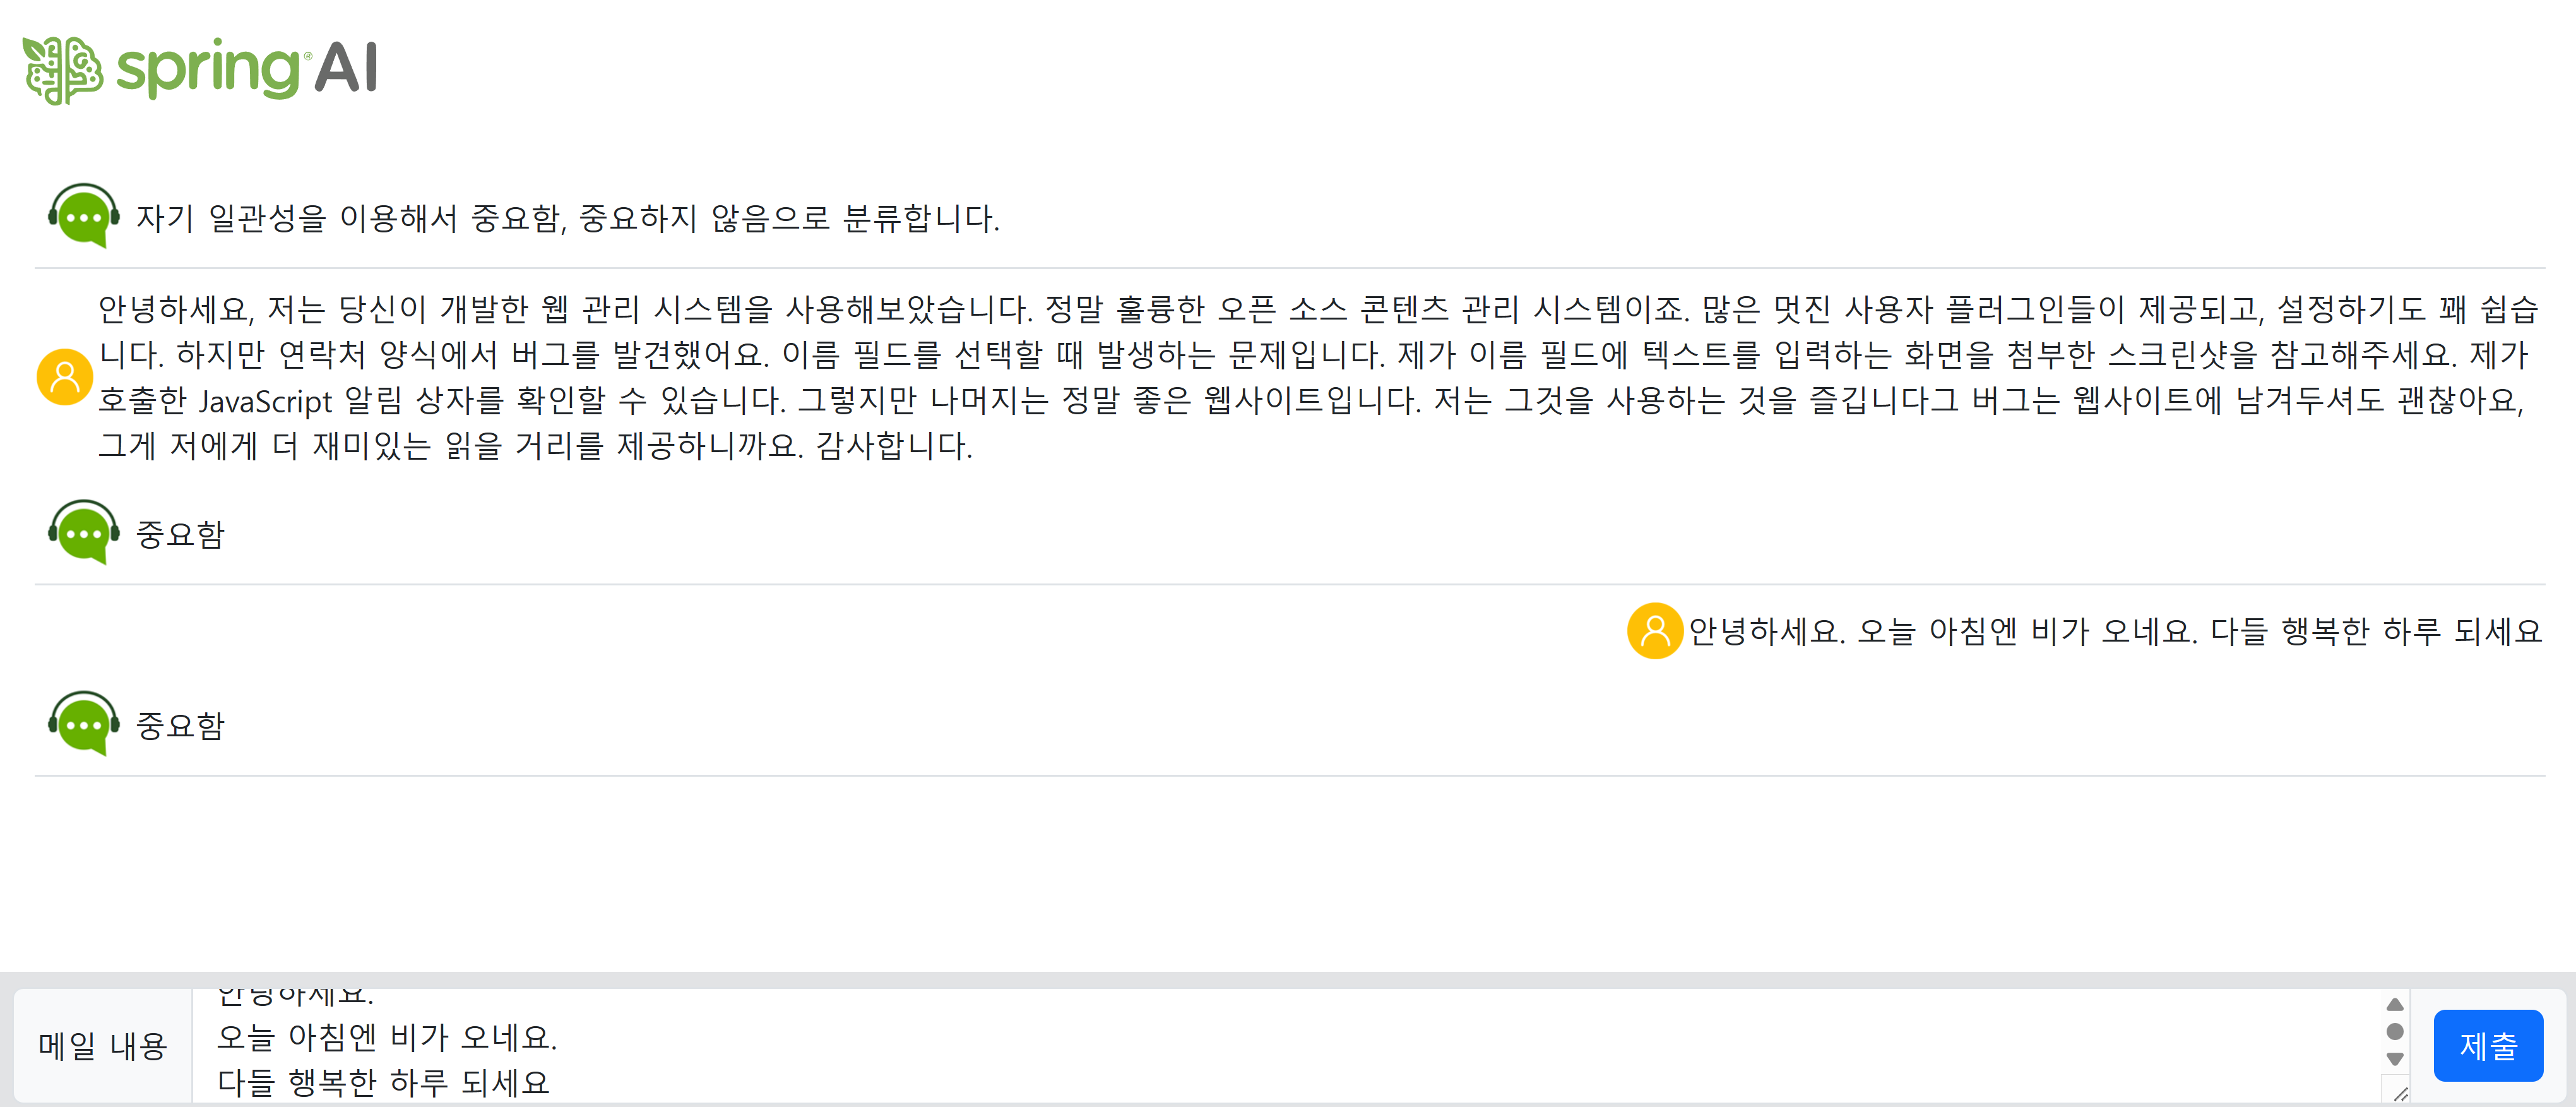 spring® AI
자기 일관성을 이용해서 중요함, 중요하지 않음으로 분류합니다.
안녕하세요, 저는 당신이 개발한 웹 관리 시스템을 사용해보았습니다. 정말 훌륭한 오픈 소스 콘텐츠 관리 시스템이죠. 많은 멋진 사용자 플러그인들이 제공되고, 설정하기도 꽤 쉽습
니다. 하지만 연락처 양식에서 버그를 발견했어요. 이름 필드를 선택할 때 발생하는 문제입니다. 제가 이름 필드에 텍스트를 입력하는 화면을 첨부한 스크린샷을 참고해주세요. 제가
호출한 JavaScript 알림 상자를 확인할 수 있습니다. 그렇지만 나머지는 정말 좋은 웹사이트입니다. 저는 그것을 사용하는 것을 즐깁니다그 버그는 웹사이트에 남겨두셔도 괜찮아요,
그게 저에게 더 재미있는 읽을 거리를 제공하니까요. 감사합니다.
중요함
안녕하세요. 오늘 아침엔 비가 오네요. 다들 행복한 하루 되세요
중요함
메일 내용
안녕하세요.
오늘 아침엔 비가 오네요.
다들 행복한 하루 되세요
제출